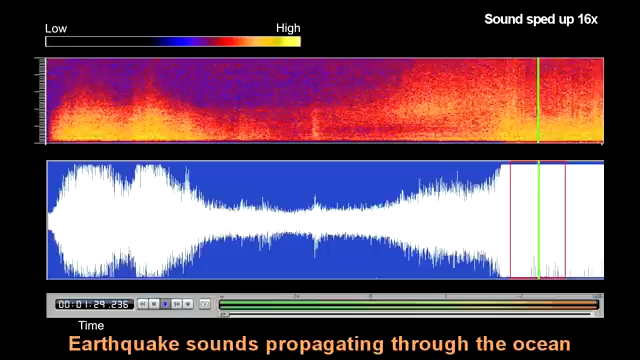 Sound sped up 16x
Low High
00:01:29.236
Time
Earthquake sounds propagating through the ocean